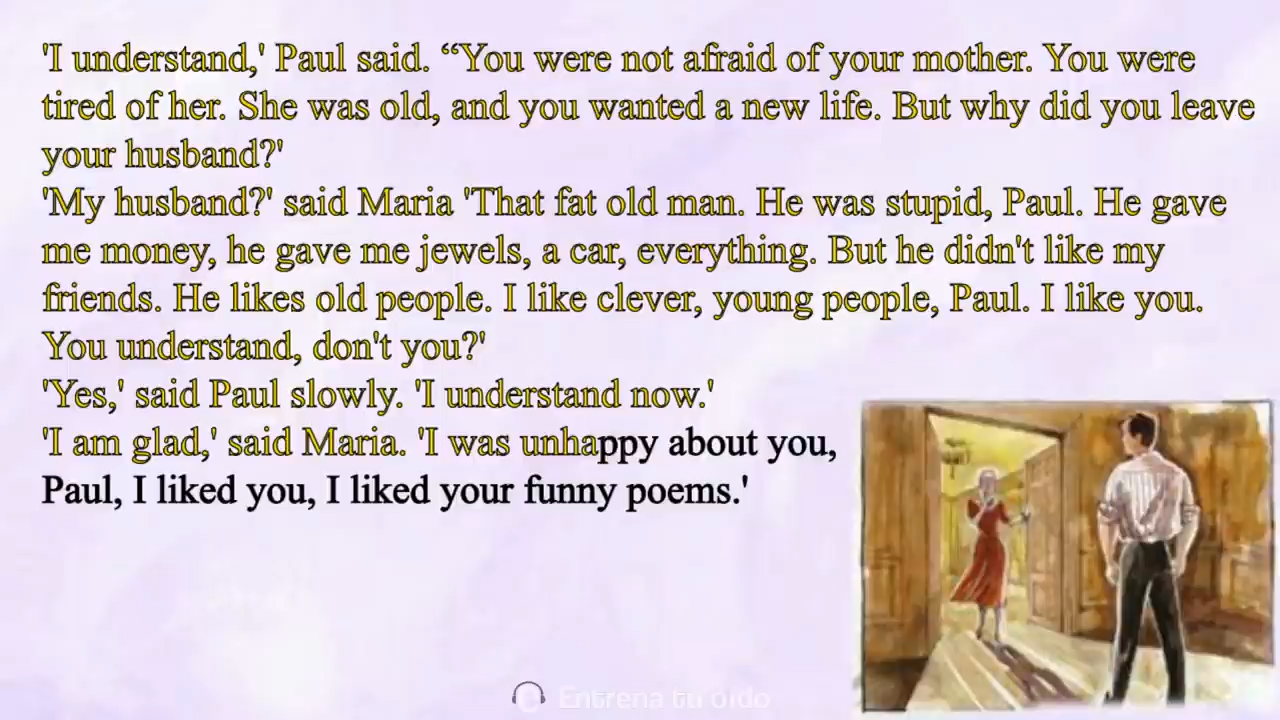 'I understand,' Paul said. “You were not afraid of your mother. You were
tired of her. She was old, and you wanted a new life. But why did you leave
your husband?'
'My husband?' said Maria 'That fat old man. He was stupid, Paul. He gave
me money, he gave me jewels, a car, everything. But he didn't like my
friends. He likes old people. I like clever, young people, Paul. I like you.
You understand, don't you?'
'Yes,' said Paul slowly. 'I understand now.'
'I am glad,' said Maria. 'I was unhappy about you,
Paul, I liked you, I liked your funny poems.'
Entrena tu oído